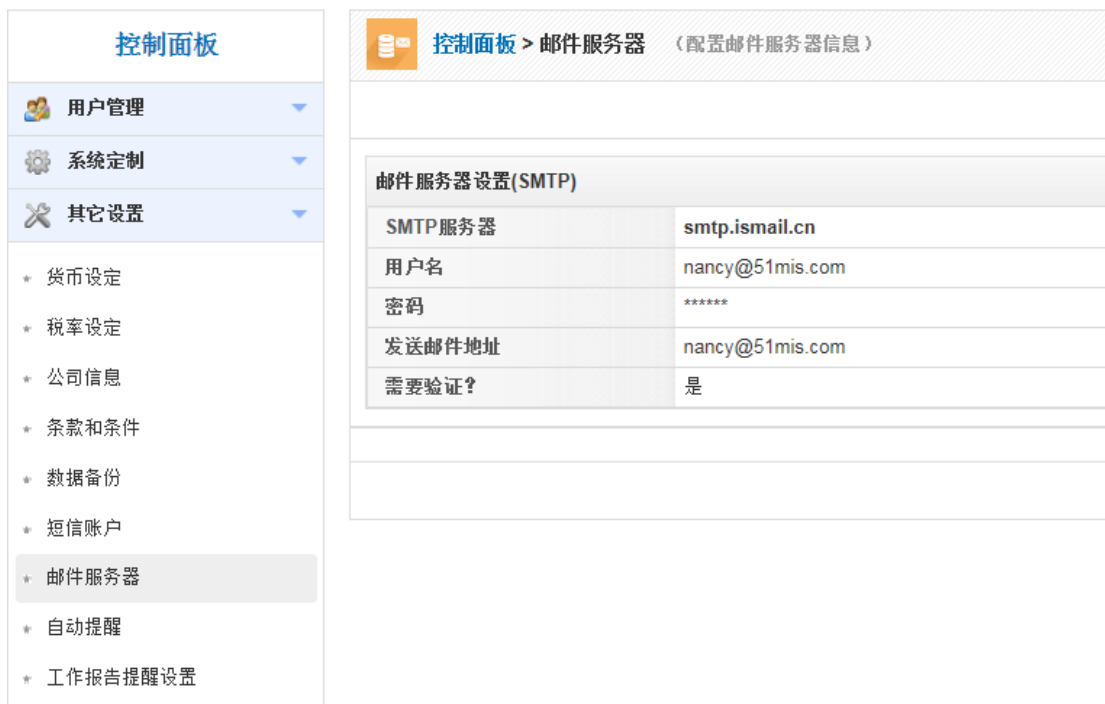 控制面板
用户管理
系统定制
其它设置
货币设定
税率设定
公司信息
条款和条件
数据备份
短信账户
邮件服务器
自动提醒
工作报告提醒设置
控制面板 > 邮件服务器 （配置邮件服务器信息）
邮件服务器设置(SMTP)
SMTP服务器 smtp.ismail.cn
用户名 nancy@51mis.com
密码 ******
发送邮件地址 nancy@51mis.com
需要验证? 是